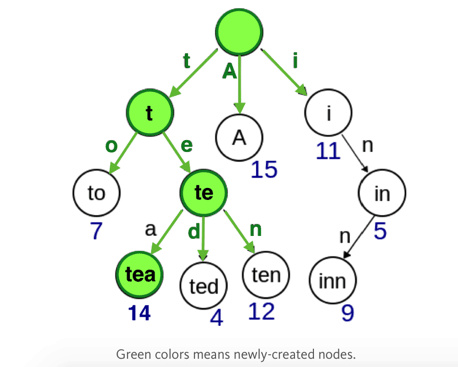 t A i
t A i
15 11
o e n
to te in
7 5
a d n n
tea ted ten inn
14 4 12 9
Green colors means newly-created nodes.